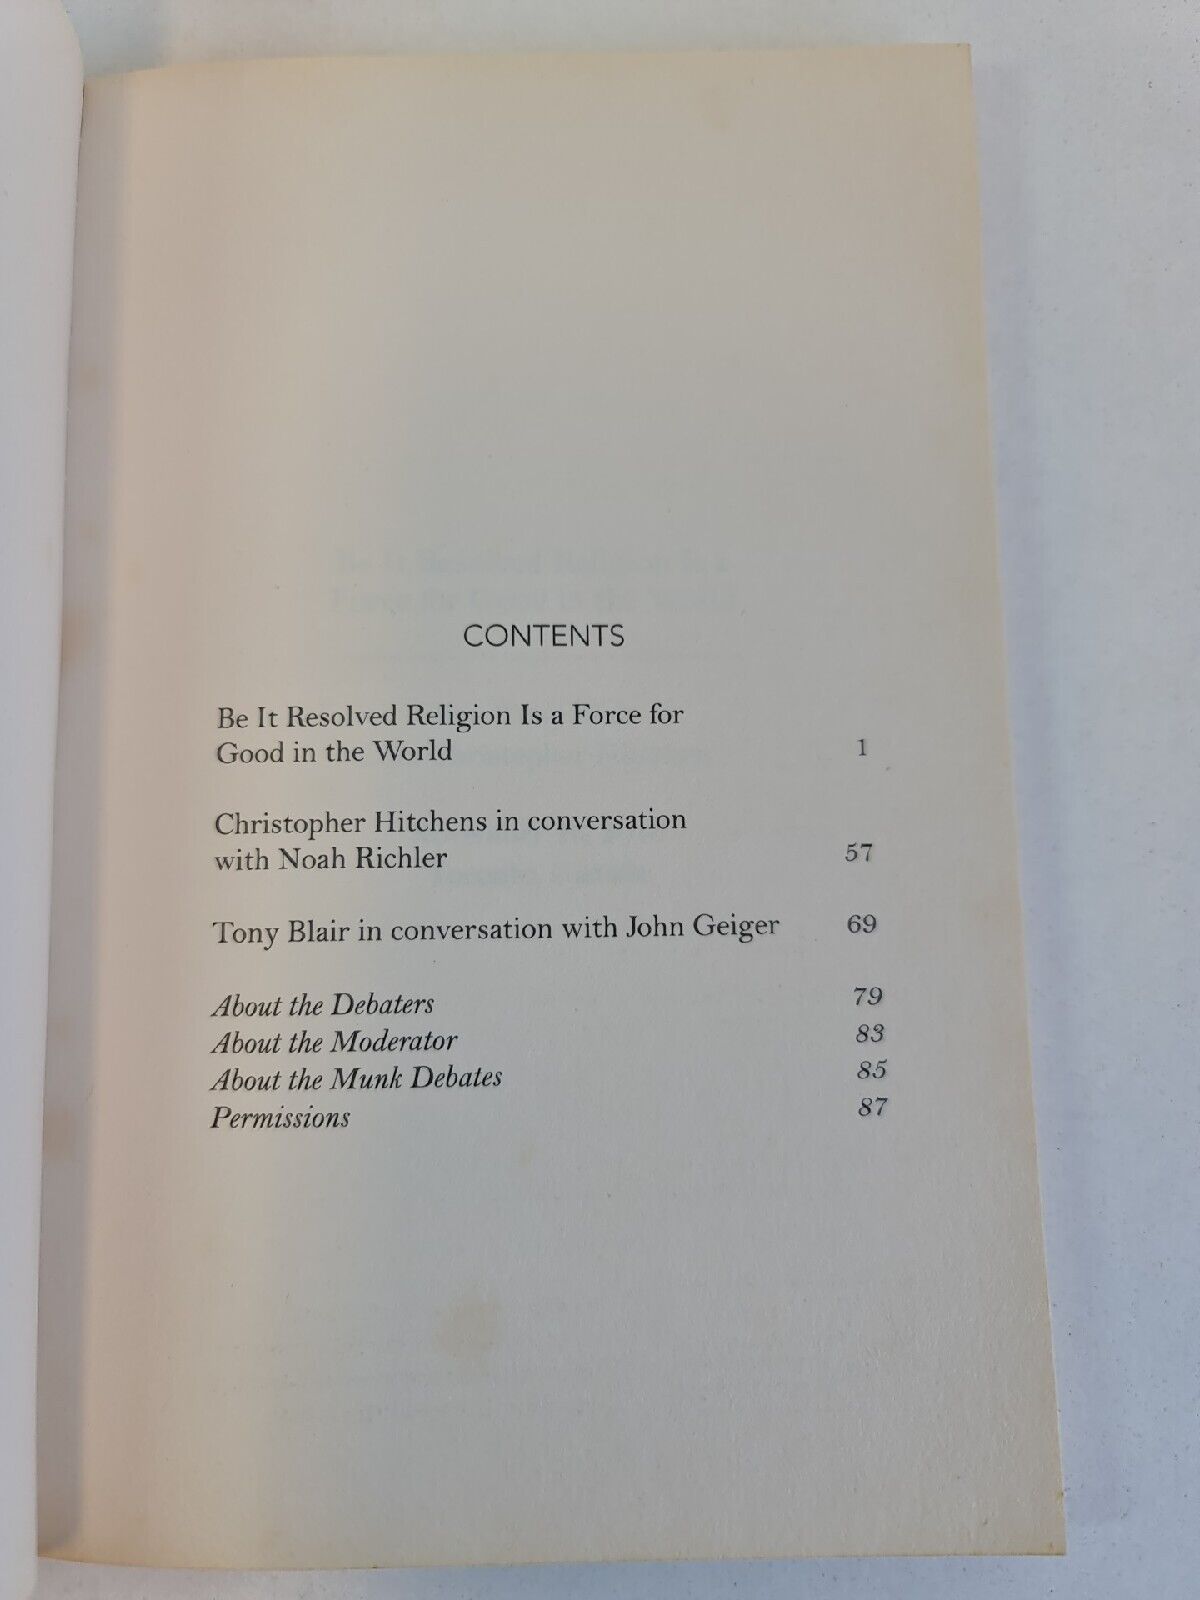 CONTENTS
Be It Resolved Religion Is a Force for
Good in the World 1
Christopher Hitchens in conversation
with Noah Richler 57
Tony Blair in conversation with John Geiger 69
About the Debaters 79
About the Moderator 83
About the Munk Debates 85
Permissions 87